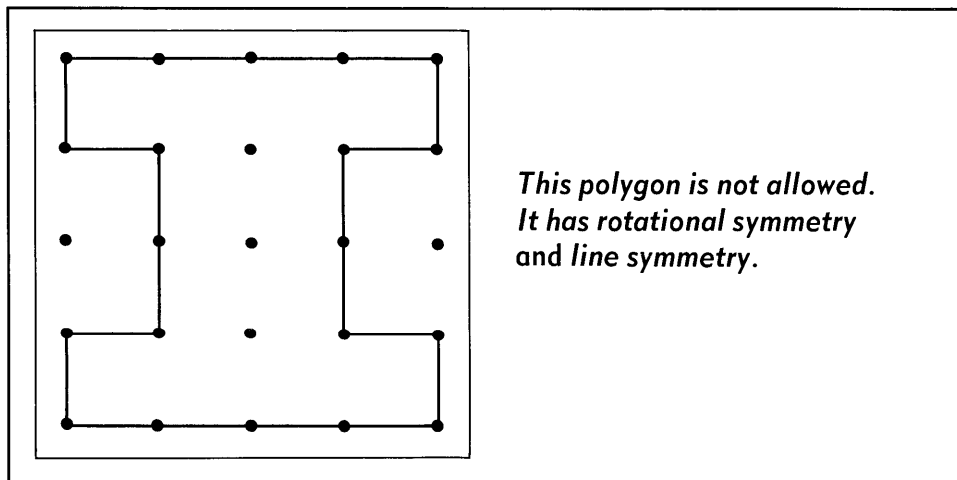 This polygon is not allowed.
It has rotational symmetry
and line symmetry.